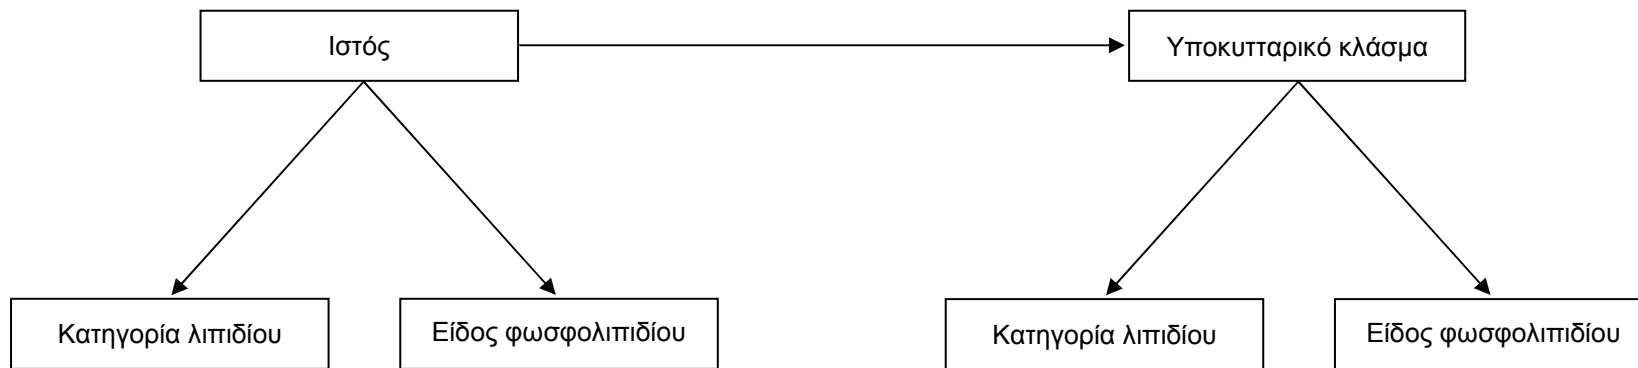 Ιστός
Υποκυτταρικό κλάσμα
Κατηγορία λιπιδίου
Είδος φωσφολιπιδίου
Κατηγορία λιπιδίου
Είδος φωσφολιπιδίου